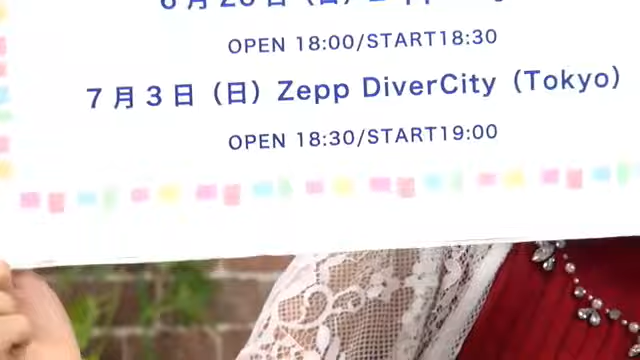 OPEN 18:00/START18:30
7月3日（日）Zepp DiverCity（Tokyo）
OPEN 18:30/START19:00